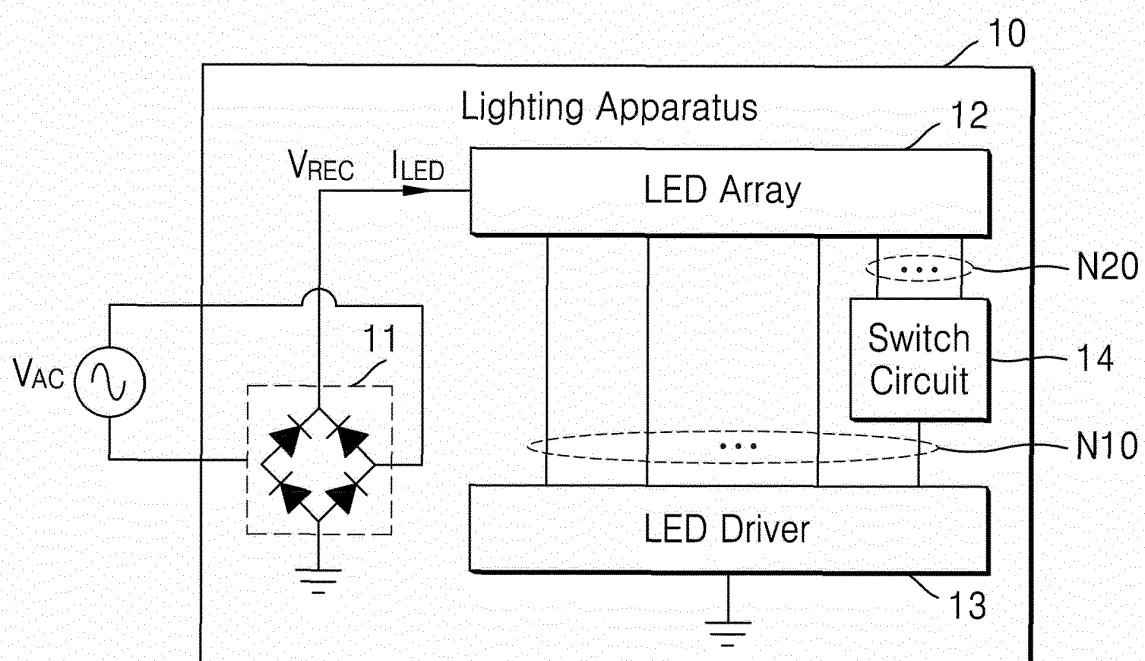 10
Lighting Apparatus
12
VREC
ILED
LED Array
N20
11
Switch
Circuit
14
VAC
N10
LED Driver
13